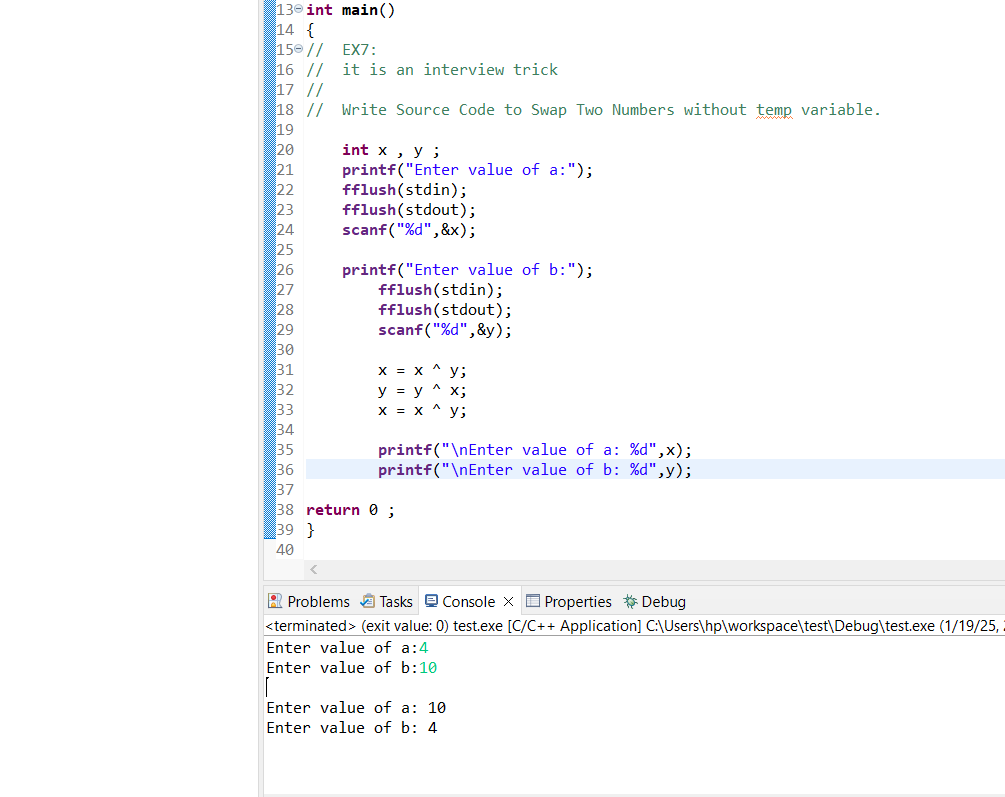 13 int main()
14 {
15 //  EX7:
16 //  it is an interview trick
17 //
18 //  Write Source Code to Swap Two Numbers without temp variable.
19
20     int x , y ;
21     printf("Enter value of a:");
22     fflush(stdin);
23     fflush(stdout);
24     scanf("%d",&x);
25
26     printf("Enter value of b:");
27         fflush(stdin);
28         fflush(stdout);
29         scanf("%d",&y);
30
31         x = x ^ y;
32         y = y ^ x;
33         x = x ^ y;
34
35         printf("\nEnter value of a: %d",x);
36         printf("\nEnter value of b: %d",y);
37
38 return 0 ;
39 }
40
Problems Tasks Console Properties Debug
<terminated> (exit value: 0) test.exe [C/C++ Application] C:\Users\hp\workspace\test\Debug\test.exe (1/19/25,
Enter value of a:4
Enter value of b:10
Enter value of a: 10
Enter value of b: 4